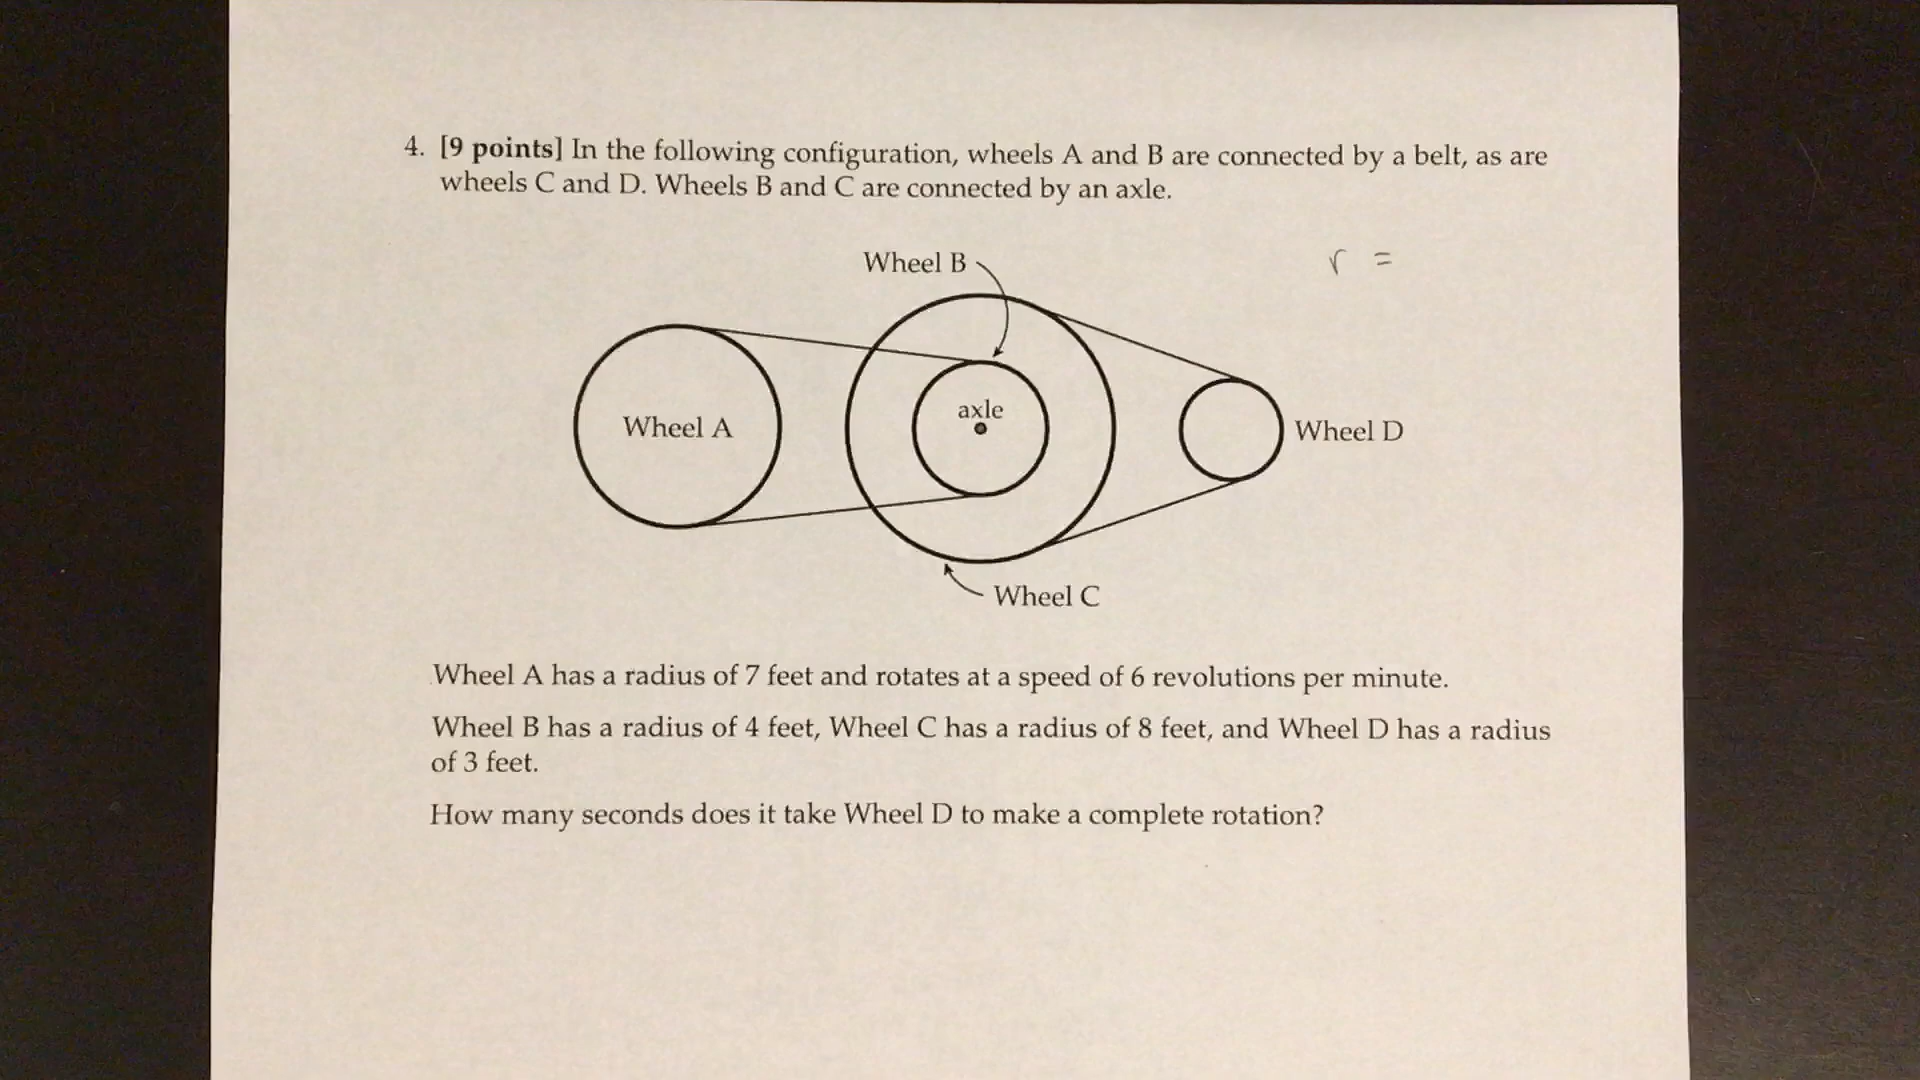 4. [9 points] In the following configuration, wheels A and B are connected by a belt, as are
wheels C and D. Wheels B and C are connected by an axle.
Wheel B
r =
axle
Wheel A
Wheel D
Wheel C
Wheel A has a radius of 7 feet and rotates at a speed of 6 revolutions per minute.
Wheel B has a radius of 4 feet, Wheel C has a radius of 8 feet, and Wheel D has a radius
of 3 feet.
How many seconds does it take Wheel D to make a complete rotation?